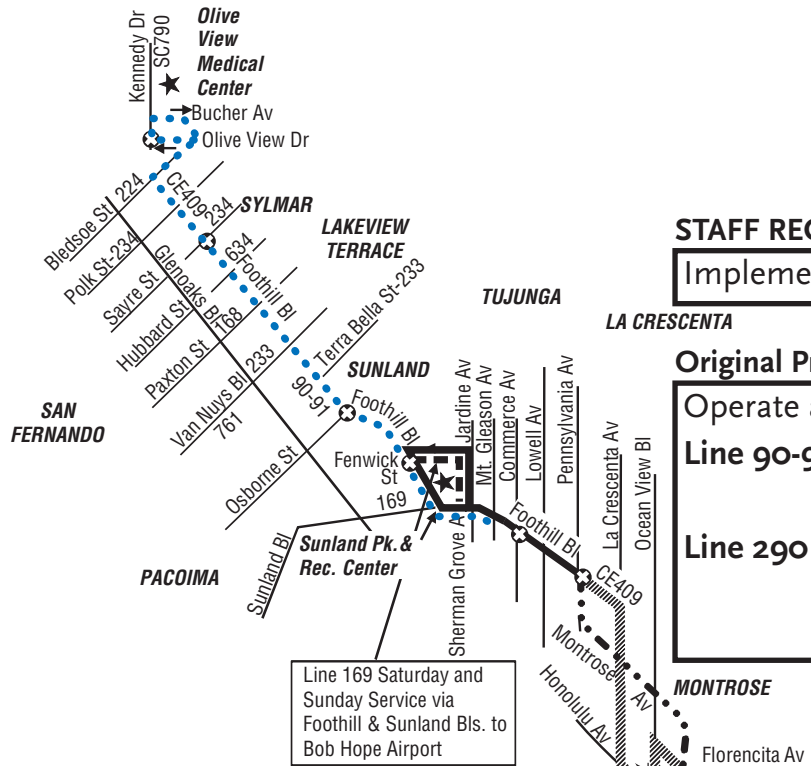 Olive
View
Medical
Center
Kennedy Dr
SC790
Bucher Av
Olive View Dr
Bledsoe St 224
CE409
234
SYLMAR
Polk St-234
LAKEVIEW
TERRACE
Sayre St
634
Glenoaks Bl
Foothill Bl
Hubbard St
168
Paxton St
Terra Bella St-233
Van Nuys Bl 233
761
90-91
SUNLAND
TUJUNGA
LA CRESCENTA
SAN
FERNANDO
Osborne St
Foothill Bl
Fenwick
St
169
Jardine Av
Mt. Gleason Av
Commerce Av
Lowell Av
Pennsylvania Av
La Crescenta Av
Ocean View Bl
Sunland Bl
Sunland Pk. &
Rec. Center
PACOIMA
Sherman Grove A
Foothill Bl
CE409
Montrose
Av
Honolulu Av
MONTROSE
Florencita Av
Line 169 Saturday and
Sunday Service via
Foothill & Sunland Bls. to
Bob Hope Airport
STAFF REC
Impleme
Original P
Operate
Line 90-9
Line 290